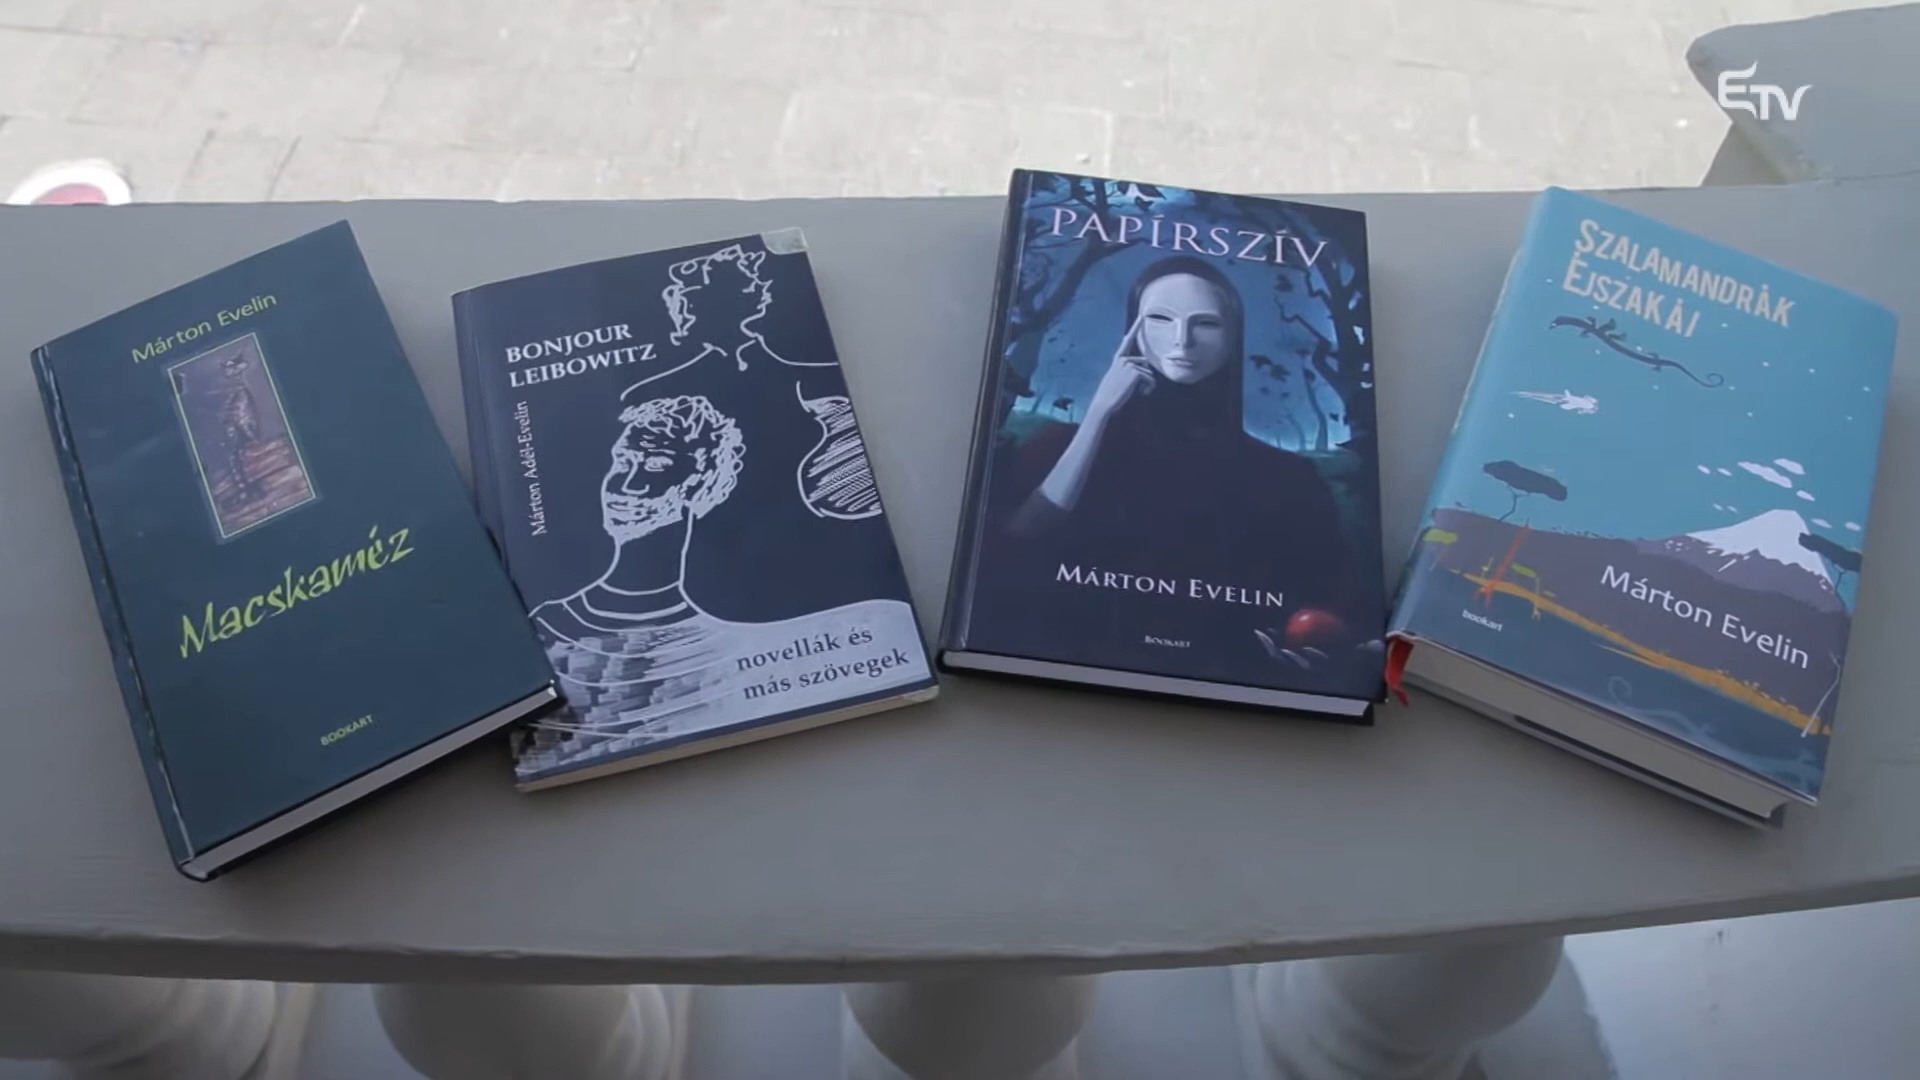 ETV
Márton Evelin
Macskaméz
BOOKART
BONJOUR
LEIBOWITZ
Márton Adél-Evelin
novellák és
más szövegek
PAPÍRSZÍV
MÁRTON EVELIN
BOOKART
SZALAMANDRÁK
ÉJSZAKÁI
Márton Evelin
bookart